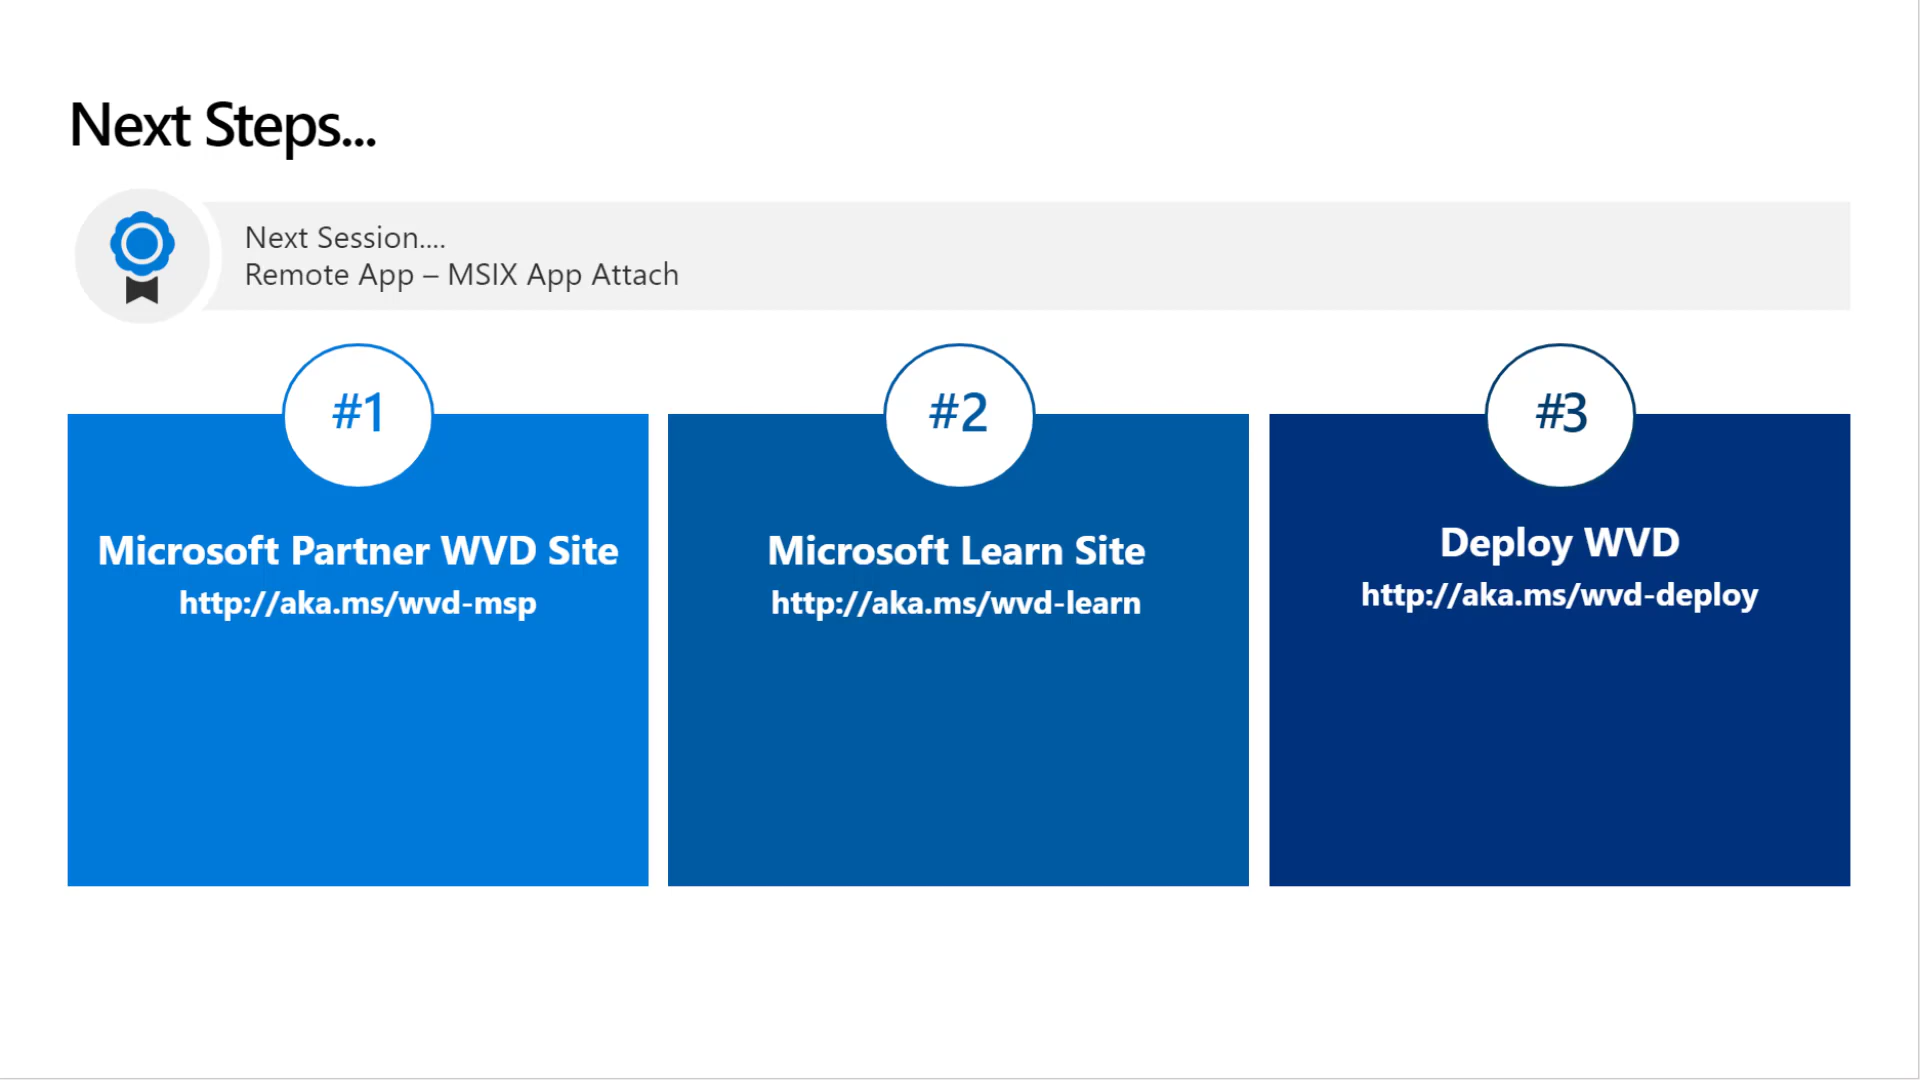 Next Steps...
Next Session....
Remote App – MSIX App Attach
#1
Microsoft Partner WVD Site
http://aka.ms/wvd-msp
#2
Microsoft Learn Site
http://aka.ms/wvd-learn
#3
Deploy WVD
http://aka.ms/wvd-deploy